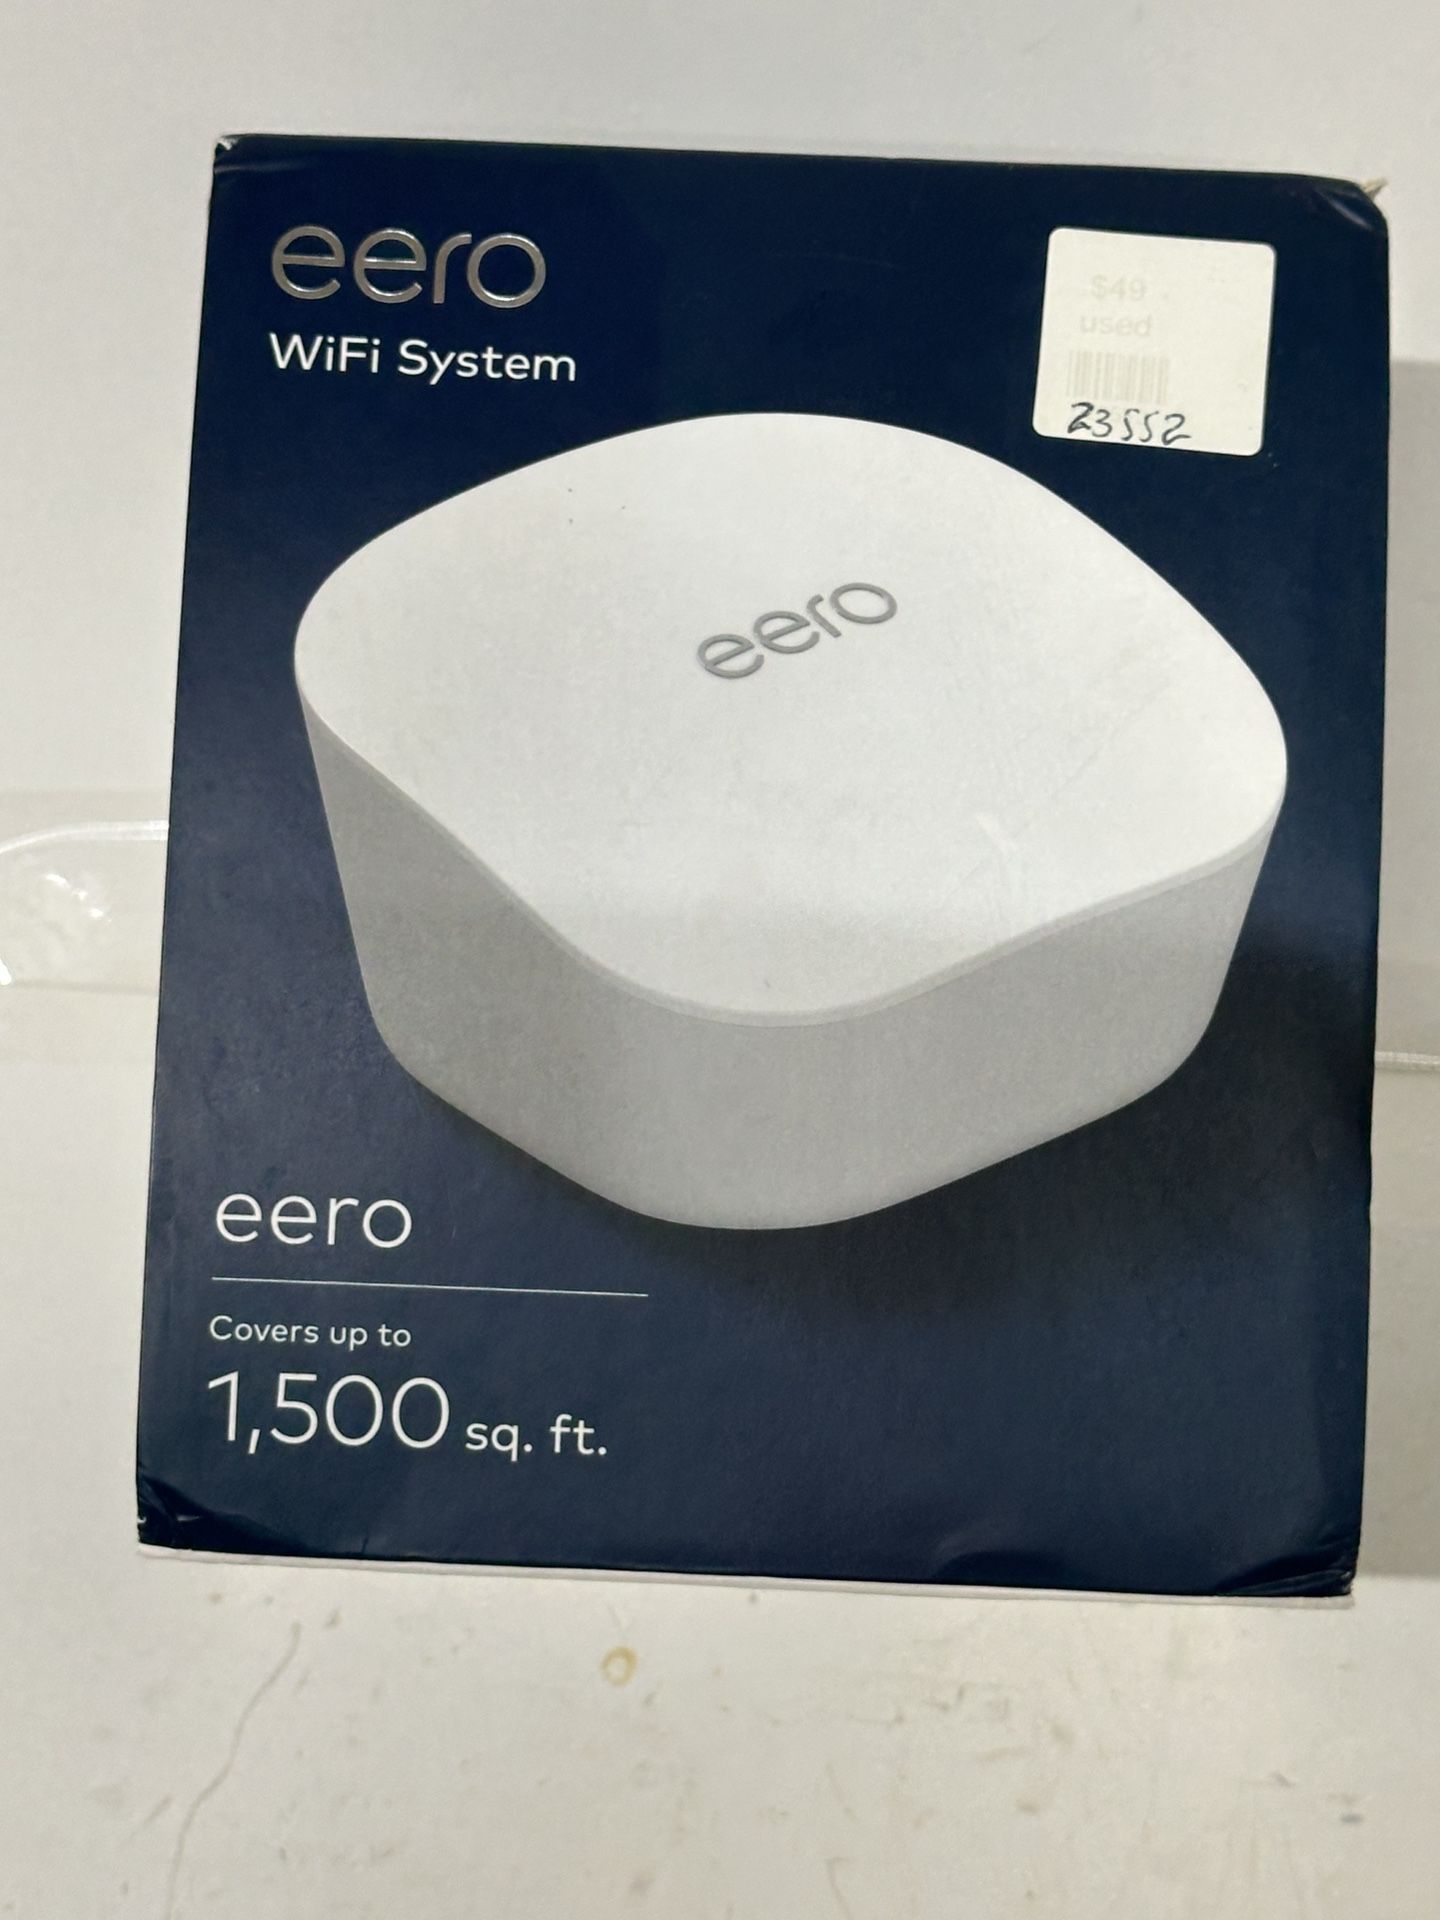 eero
WiFi System
$49
used
23552
eero
eero
Covers up to
1,500 sq. ft.